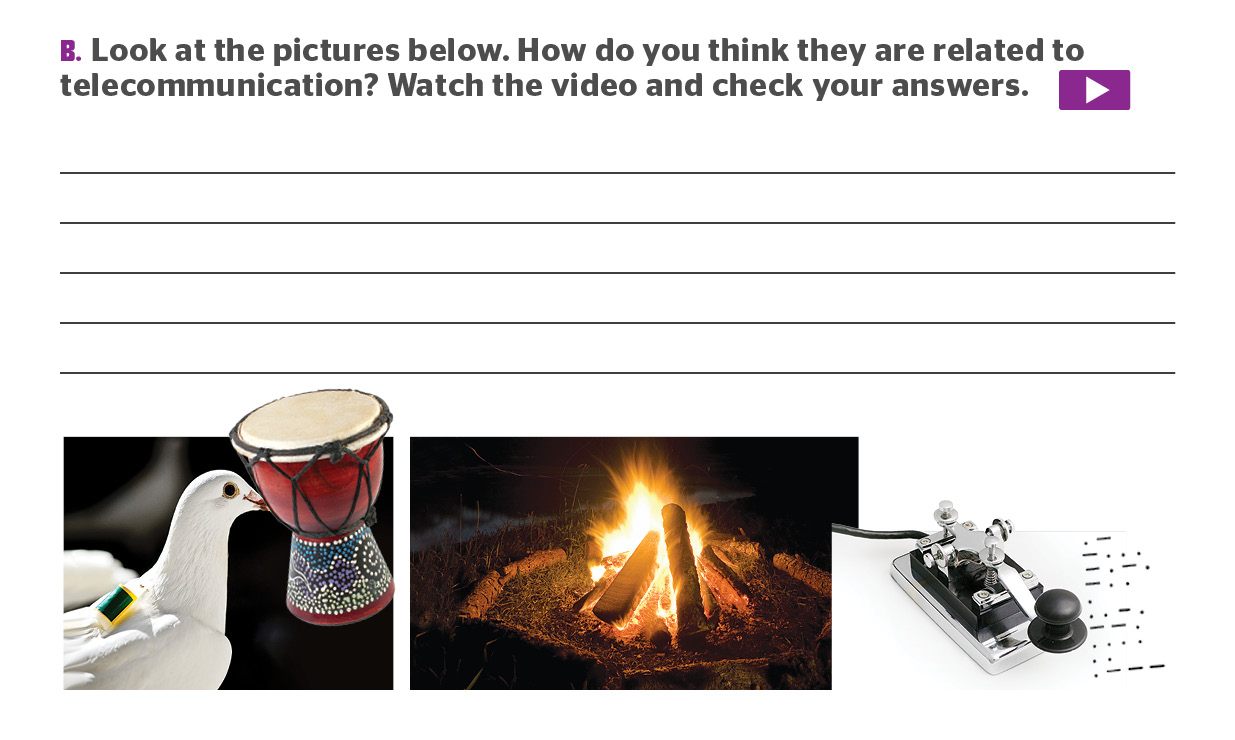 B. Look at the pictures below. How do you think they are related to
telecommunication? Watch the video and check your answers.